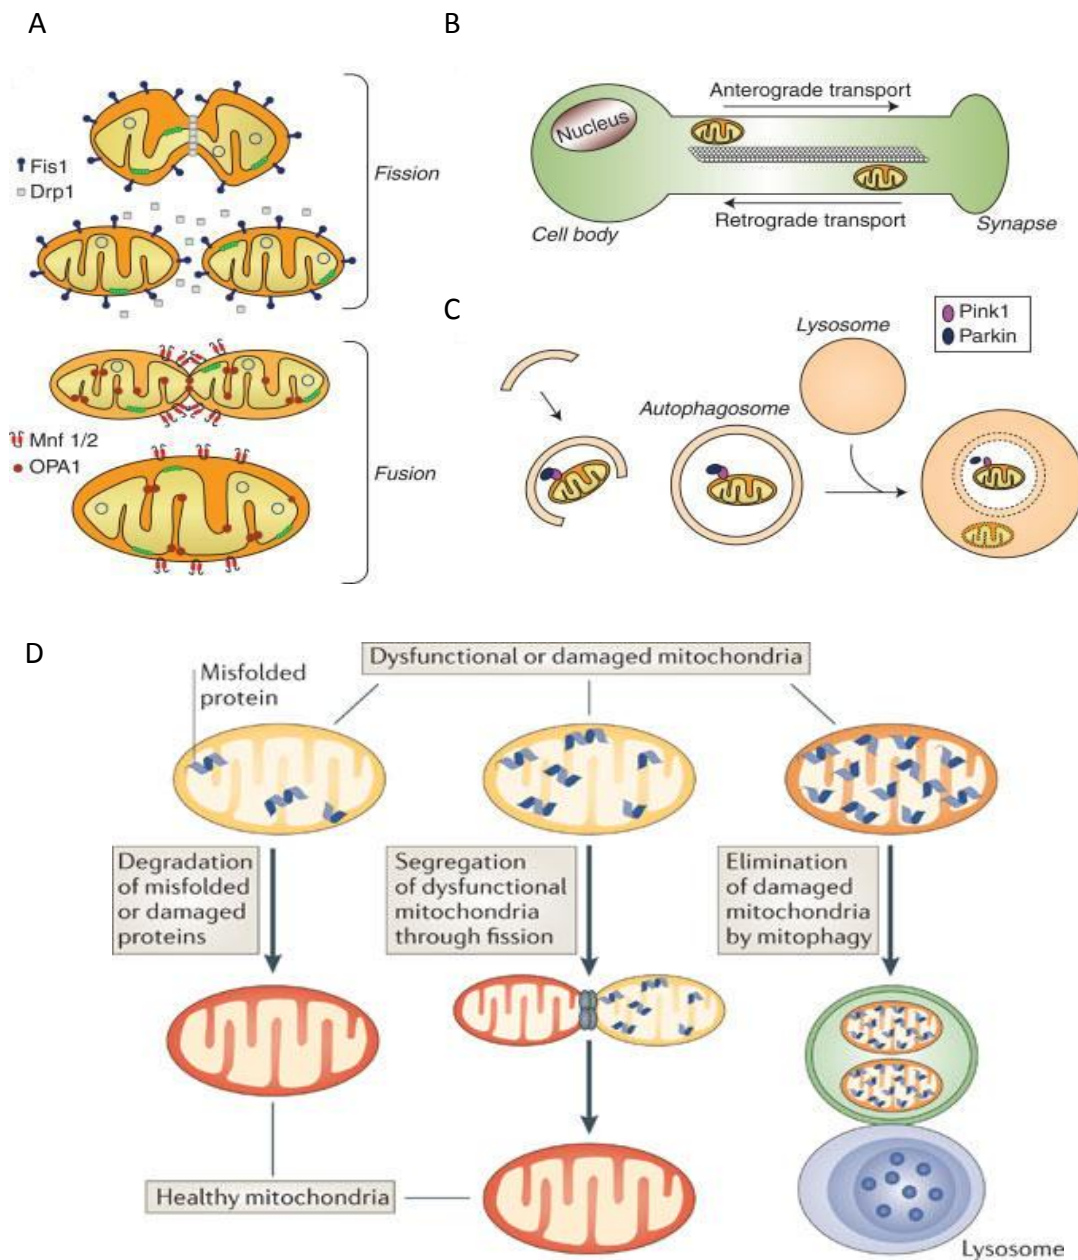 A
Fis1
Drp1
Fission
Mnf 1/2
OPA1
Fusion
B
Anterograde transport
Nucleus
Retrograde transport
Cell body
Synapse
C
Pink1
Parkin
Lysosome
Autophagosome
D
Dysfunctional or damaged mitochondria
Misfolded
protein
Degradation
of misfolded
or damaged
proteins
Segregation
of dysfunctional
mitochondria
through fission
Elimination
of damaged
mitochondria
by mitophagy
Healthy mitochondria
Lysosome